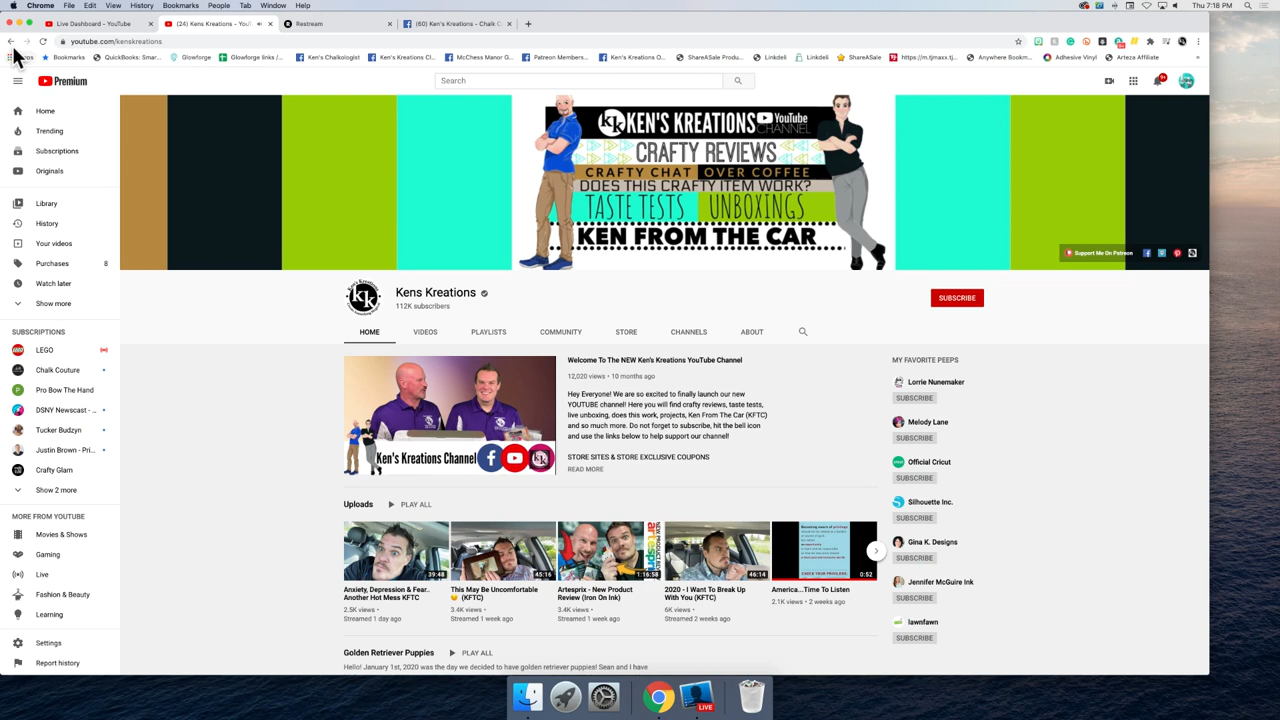 Chrome File Edit View History Bookmarks People Tab Window Help
Thu 7:18 PM
Live Dashboard - YouTube
(24) Kens Kreations - YouT
Restream
(60) Ken's Kreations - Chalk C
youtube.com/kenskreations
Apps Bookmarks QuickBooks: Smar... Glowforge Glowforge links /... Ken's Chalkologist Ken's Kreations Cl... McChess Manor G... Patreon Members... Ken's Kreations O... ShareASale Produ... Linkdeli Linkdeli ShareASale https://m.tjmaxx.tj... Anywhere Bookm... Adhesive Vinyl Arteza Affiliate
Premium
Search
9+
Home
Trending
Subscriptions
Originals
Library
History
Your videos
Purchases 8
Watch later
Show more
SUBSCRIPTIONS
LEGO
Chalk Couture
Pro Bow The Hand
DSNY Newscast - ...
Tucker Budzyn
Justin Brown - Pri...
Crafty Glam
Show 2 more
MORE FROM YOUTUBE
Movies & Shows
Gaming
Live
Fashion & Beauty
Learning
Settings
Report history
KK KEN'S KREATIONS YouTube CHANNEL
CRAFTY REVIEWS
CRAFTY CHAT OVER COFFEE
DOES THIS CRAFTY ITEM WORK?
TASTE TESTS UNBOXINGS
KEN FROM THE CAR
Support Me On Patreon
KK
Kens Kreations
112K subscribers
SUBSCRIBE
HOME VIDEOS PLAYLISTS COMMUNITY STORE CHANNELS ABOUT
Ken's Kreations Channel
Welcome To The NEW Ken's Kreations YouTube Channel
12,020 views • 10 months ago
Hey Everyone! We are so excited to finally launch our new
YOUTUBE channel! Here you will find crafty reviews, taste tests,
live unboxing, does this work, projects, Ken From The Car (KFTC)
and so much more. Do not forget to subscribe, hit the bell icon
and use the links below to help support our channel!
STORE SITES & STORE EXCLUSIVE COUPONS
READ MORE
MY FAVORITE PEEPS
Lorrie Nunemaker
SUBSCRIBE
Melody Lane
SUBSCRIBE
Official Cricut
SUBSCRIBE
Silhouette Inc.
SUBSCRIBE
Gina K. Designs
SUBSCRIBE
Jennifer McGuire Ink
SUBSCRIBE
lawnfawn
SUBSCRIBE
Uploads PLAY ALL
39:48
45:16
1:16:58
46:14
0:52
Anxiety, Depression & Fear.. Another Hot Mess KFTC
2.5K views • Streamed 1 day ago
This May Be Uncomfortable (KFTC)
3.4K views • Streamed 1 week ago
Artesprix - New Product Review (Iron On Ink)
3.4K views • Streamed 1 week ago
2020 - I Want To Break Up With You (KFTC)
6K views • Streamed 2 weeks ago
America...Time To Listen
2.1K views • 2 weeks ago
Golden Retriever Puppies PLAY ALL
Hello! January 1st, 2020 was the day we decided to have golden retriever puppies! Sean and I have
LIVE